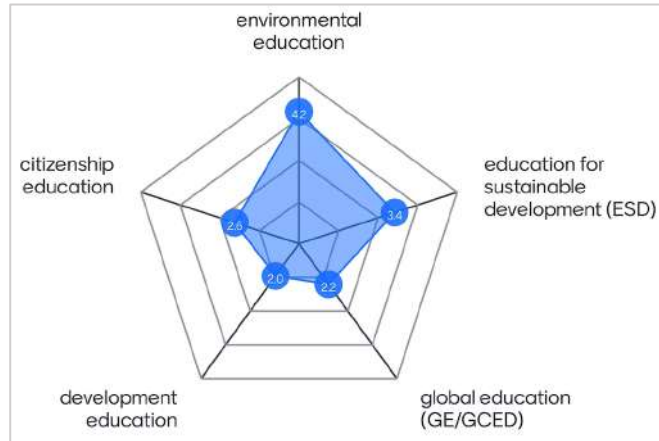 environmental
education
4.2
citizenship
education
education for
sustainable
development (ESD)
3.4
2.6
2.0
2.2
development
education
global education
(GE/GCED)